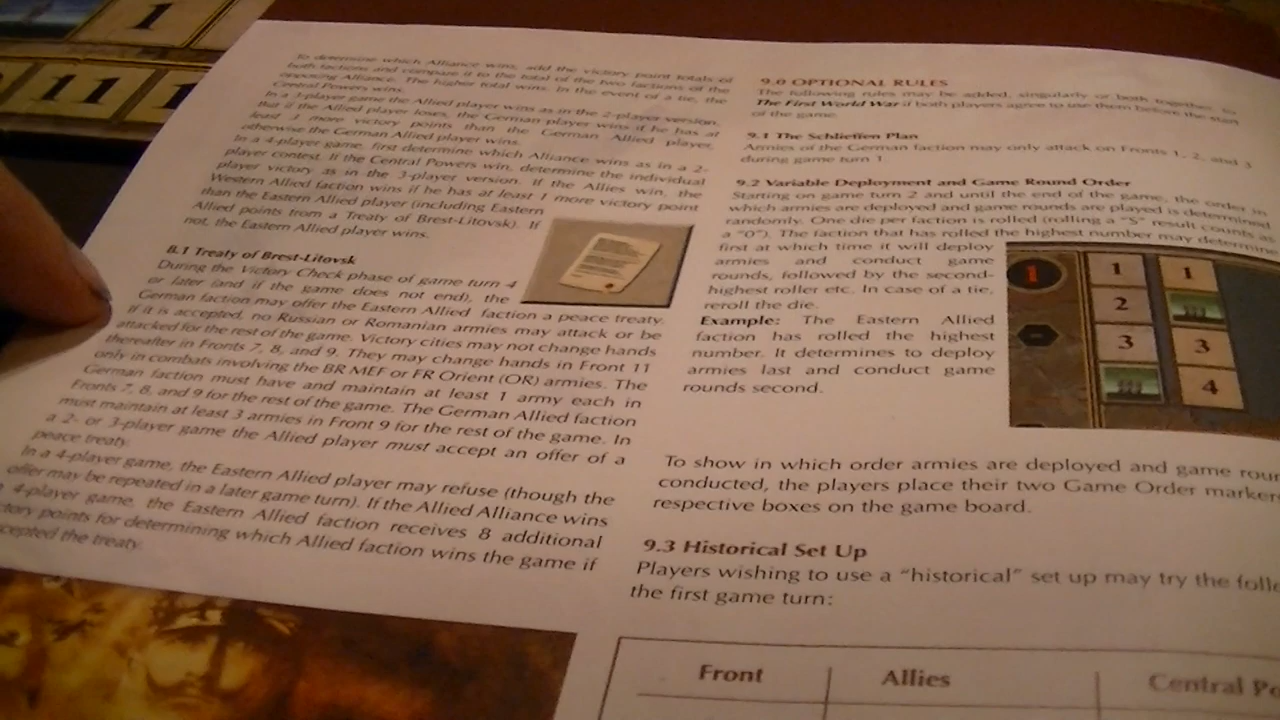 1
11
1
To determine which Alliance wins, add the victory point totals of
both factions and compare it to the total of the two factions of the
opposing Alliance. The higher total wins. In the event of a tie, the
Central Powers wins.
In a 3-player game the Allied player wins as in the 2-player version.
But if the Allied player loses, the German player wins if he has at
least 3 more victory points than the German Allied player,
otherwise the German Allied player wins.
In a 4-player game, first determine which Alliance wins as in a 2-
player contest. If the Central Powers win, determine the individual
player victory as in the 3-player version. If the Allies win, the
Western Allied faction wins if he has at least 1 more victory point
than the Eastern Allied player (including Eastern
Allied points from a Treaty of Brest-Litovsk). If
not, the Eastern Allied player wins.
8.1 Treaty of Brest-Litovsk
During the Victory Check phase of game turn 4
or later (and if the game does not end), the
German faction may offer the Eastern Allied faction a peace treaty.
If it is accepted, no Russian or Romanian armies may attack or be
attacked for the rest of the game. Victory cities may not change hands
thereafter in Fronts 7, 8, and 9. They may change hands in Front 11
only in combats involving the BR MEF or FR Orient (OR) armies. The
German faction must have and maintain at least 1 army each in
Fronts 7, 8, and 9 for the rest of the game. The German Allied faction
must maintain at least 3 armies in Front 9 for the rest of the game. In
a 2- or 3-player game the Allied player must accept an offer of a
peace treaty.
In a 4-player game, the Eastern Allied player may refuse (though the
offer may be repeated in a later game turn). If the Allied Alliance wins
4-player game, the Eastern Allied faction receives 8 additional
points for determining which Allied faction wins the game if
the treaty.
9.0 OPTIONAL RULES
The following rules may be added, singularly or both together, to
The First World War if both players agree to use them before the start
of the game.
9.1 The Schlieffen Plan
Armies of the German faction may only attack on Fronts 1, 2, and 3
during game turn 1.
9.2 Variable Deployment and Game Round Order
Starting on game turn 2 and until the end of the game, the order in
which armies are deployed and game rounds are played is determined
randomly. One die per faction is rolled (rolling a "S" result counts as
a "0"). The faction that has rolled the highest number may determine
first at which time it will deploy
armies and conduct game
rounds, followed by the second-
highest roller etc. In case of a tie,
reroll the die.
Example: The Eastern Allied
faction has rolled the highest
number. It determines to deploy
armies last and conduct game
rounds second.
1 1 1
2
3 3
4
To show in which order armies are deployed and game
conducted, the players place their two Game Order
respective boxes on the game board.
9.3 Historical Set Up
Players wishing to use a "historical" set up may try the
the first game turn:
Front Allies Central